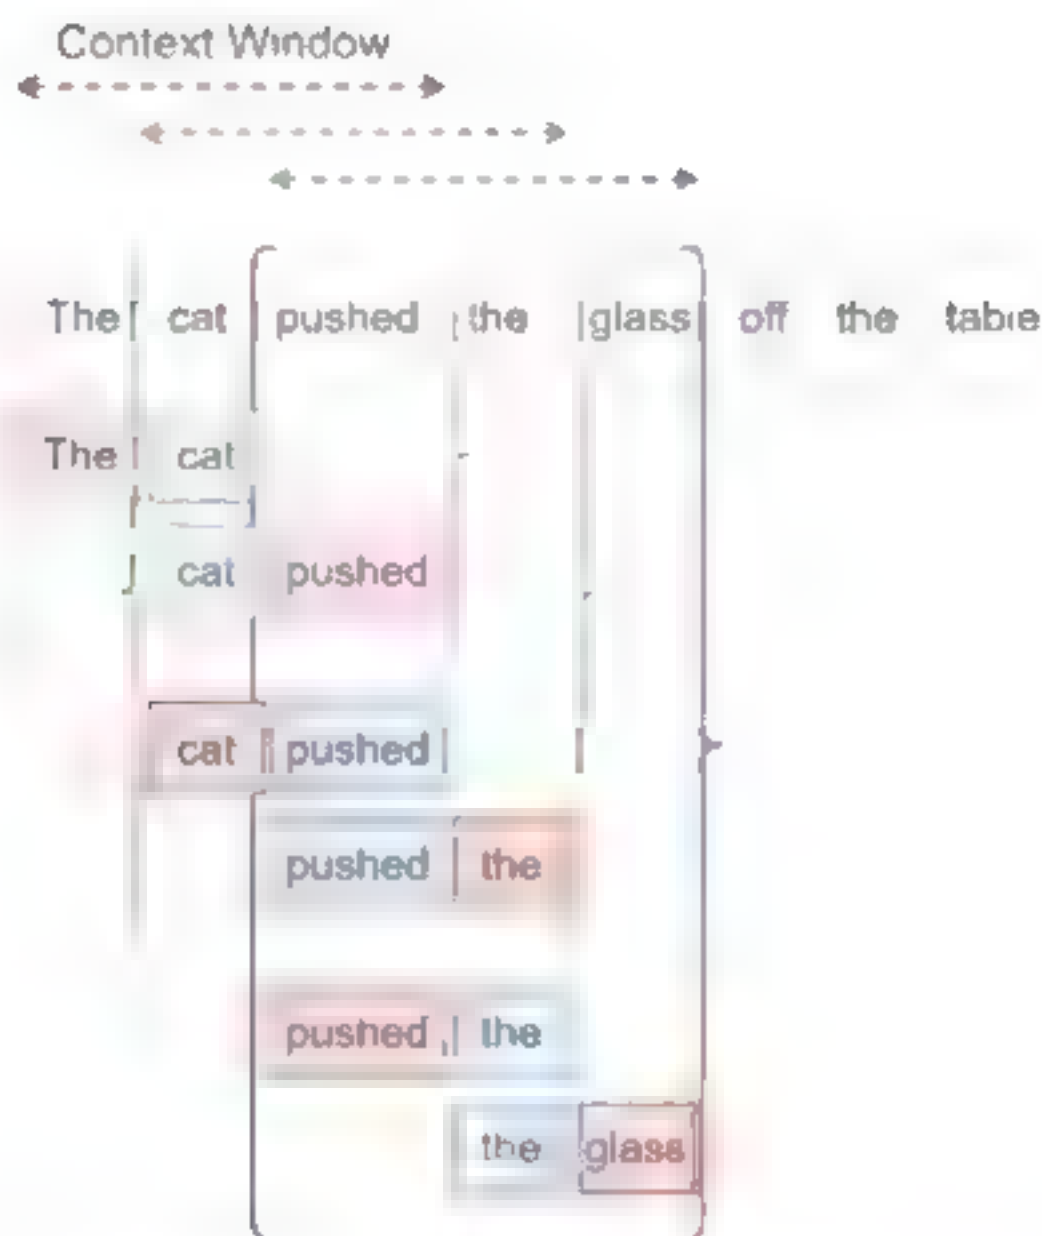 Context Window
The cat pushed the glass off the table
The cat
cat pushed
cat pushed
pushed the
pushed the
the glass